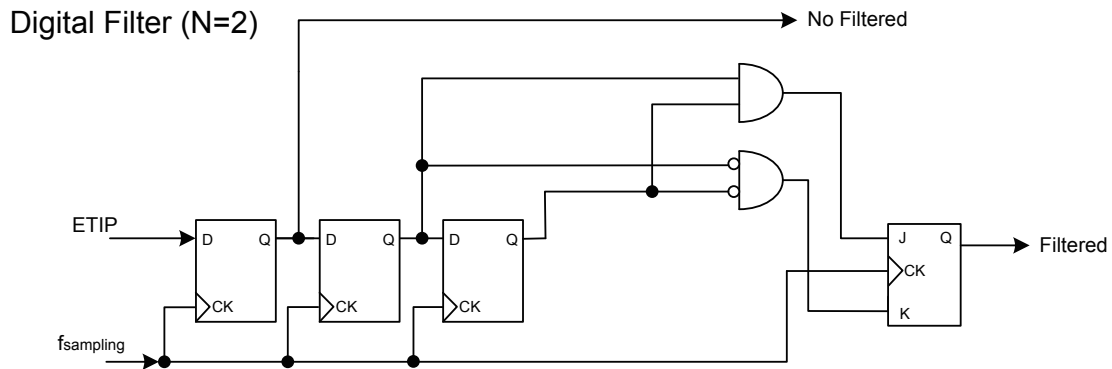 Digital Filter (N=2)
No Filtered
ETIP
D Q
D Q
D Q
CK
CK
CK
J Q
CK
K
Filtered
fsampling